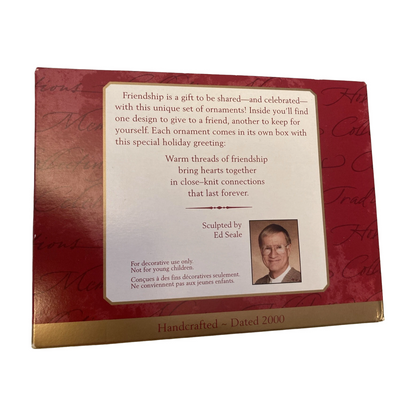 Friendship is a gift to be shared—and celebrated—
with this unique set of ornaments! Inside you'll find
one design to give to a friend, another to keep for
yourself. Each ornament comes in its own box with
this special holiday greeting:
Warm threads of friendship
bring hearts together
in close-knit connections
that last forever.
Sculpted by
Ed Seale
For decorative use only.
Not for young childrens.
Conçues à des fins décoratives seulement.
Ne conviennent pas aux jeunes enfants.
Handcrafted ~ Dated 2000